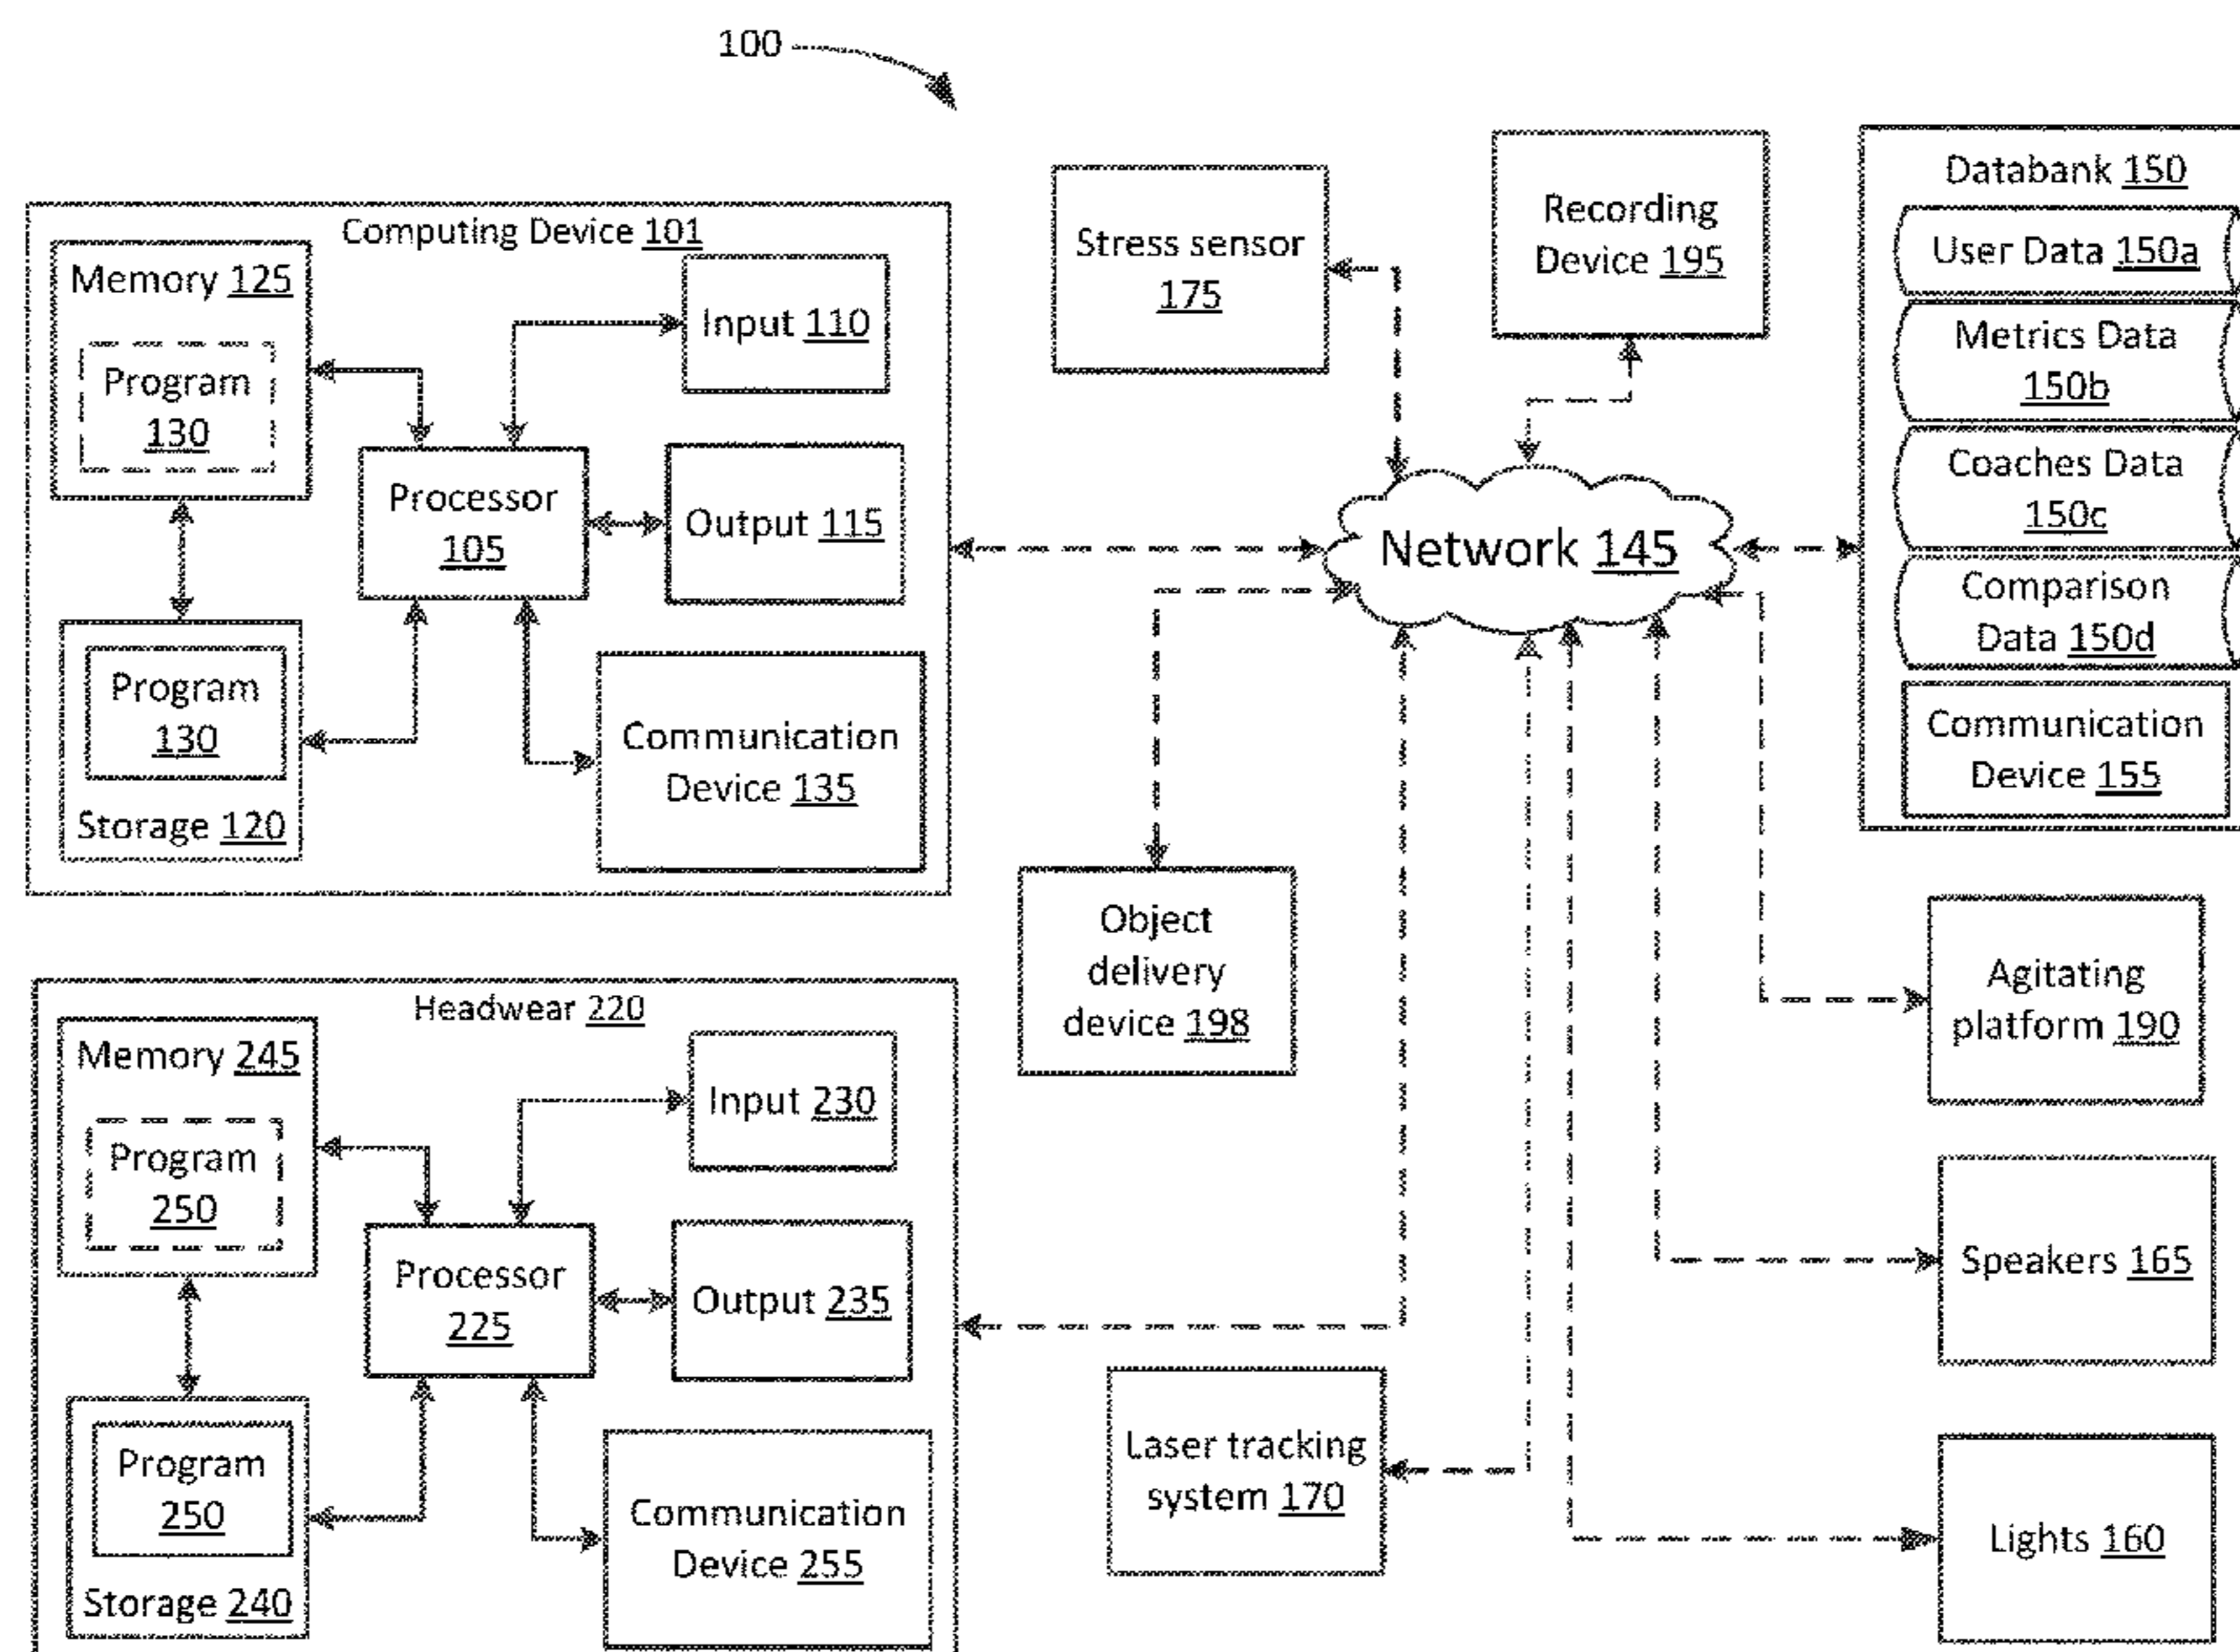 100
Computing Device 101
Memory 125
Program
130
Input 110
Processor
105
Output 115
Program
130
Storage 120
Communication
Device 135
Stress sensor
175
Recording
Device 195
Network 145
Databank 150
User Data 150a
Metrics Data
150b
Coaches Data
150c
Comparison
Data 150d
Communication
Device 155
Object
delivery
device 198
Agitating
platform 190
Headwear 220
Memory 245
Program
250
Input 230
Processor
225
Output 235
Program
250
Storage 240
Communication
Device 255
Laser tracking
system 170
Speakers 165
Lights 160